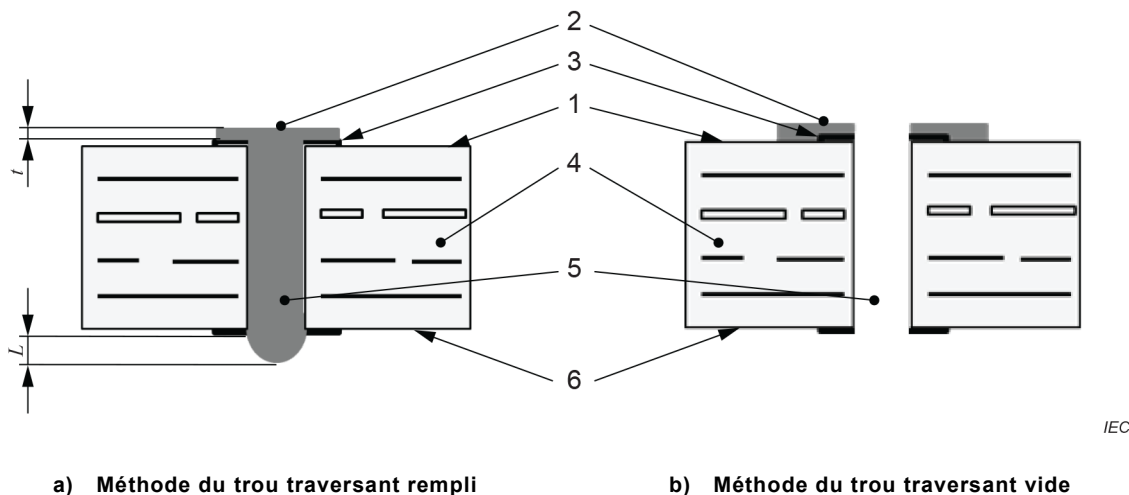 2
3
1
4
5
6
t
L
IEC
a) Méthode du trou traversant rempli
b) Méthode du trou traversant vide